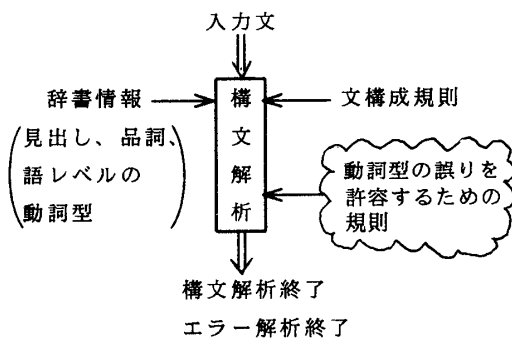 入力文
辞書情報
(見出し、品詞、
語レベルの
動詞型)
構文解析
文構成規則
動詞型の誤りを
許容するための
規則
構文解析終了
エラー解析終了